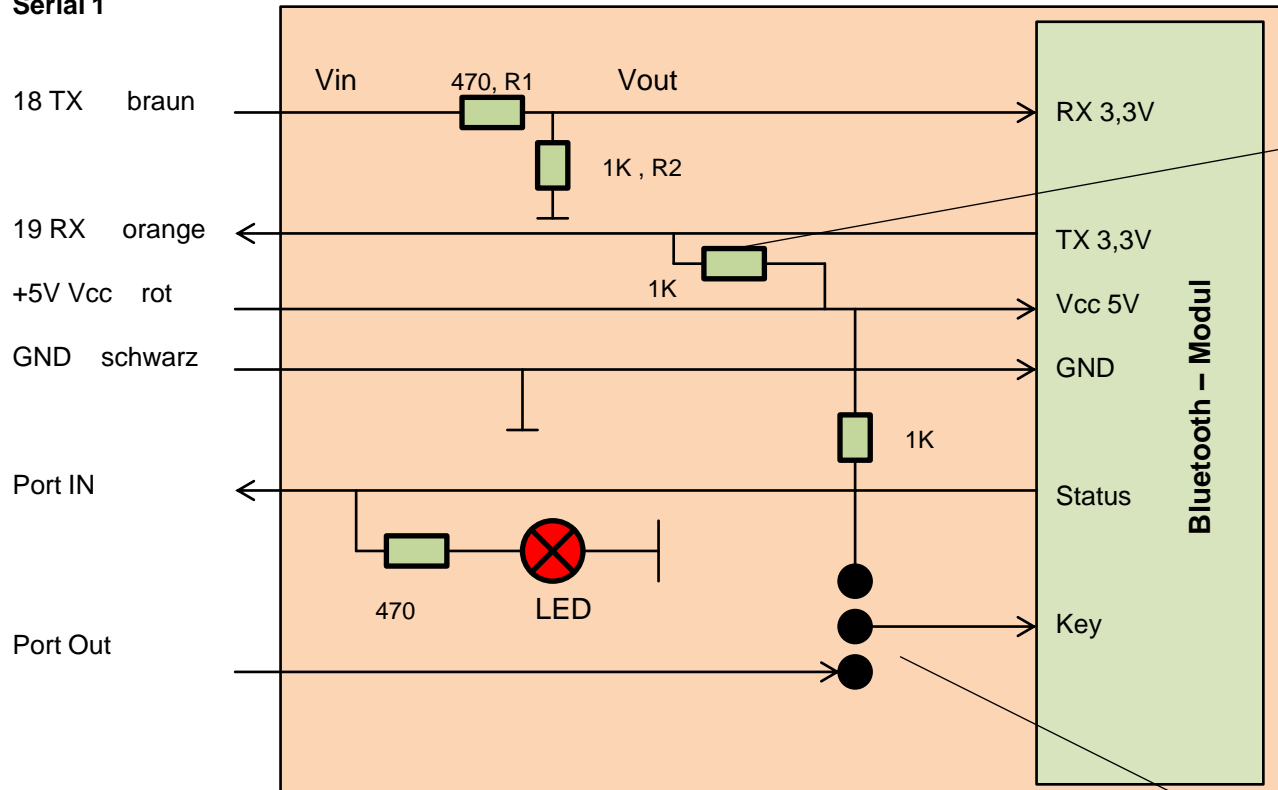 Serial 1
Vin 470, R1 Vout
18 TX braun
RX 3,3V
1K , R2
19 RX orange
TX 3,3V
1K
+5V Vcc rot
Vcc 5V
GND schwarz
GND
1K
Port IN
Status
470 LED
Key
Port Out
Bluetooth – Modul